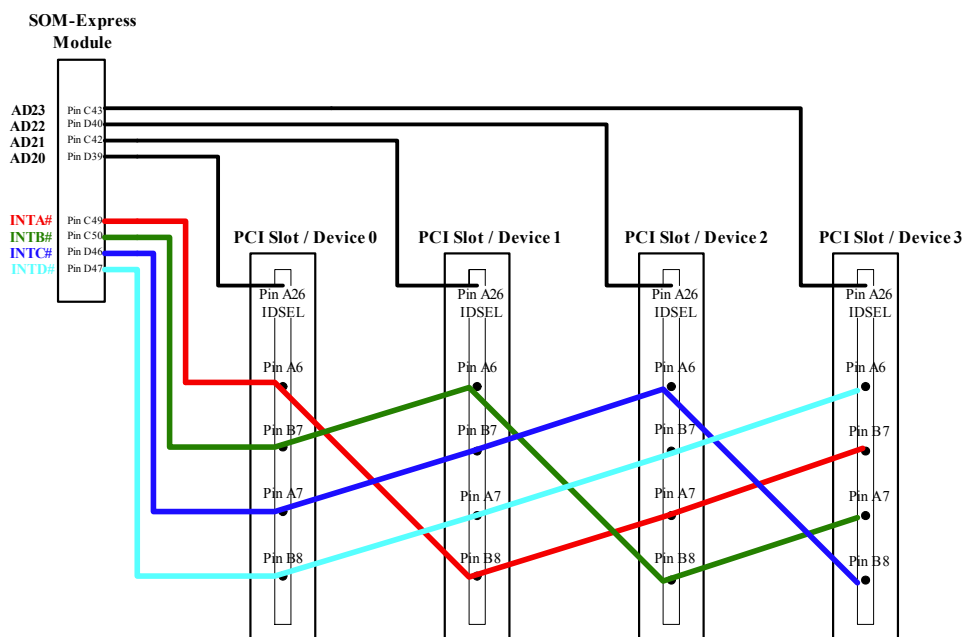 SOM-Express
Module
AD23 Pin C43
AD22 Pin D40
AD21 Pin C42
AD20 Pin D39
INTA# Pin C49
INTB# Pin C50
INTC# Pin D46
INTD# Pin D47
PCI Slot / Device 0
Pin A26
IDSEL
Pin A6
Pin B7
Pin A7
Pin B8
PCI Slot / Device 1
Pin A26
IDSEL
Pin A6
Pin B7
Pin A7
Pin B8
PCI Slot / Device 2
Pin A26
IDSEL
Pin A6
Pin B7
Pin A7
Pin B8
PCI Slot / Device 3
Pin A26
IDSEL
Pin A6
Pin B7
Pin A7
Pin B8